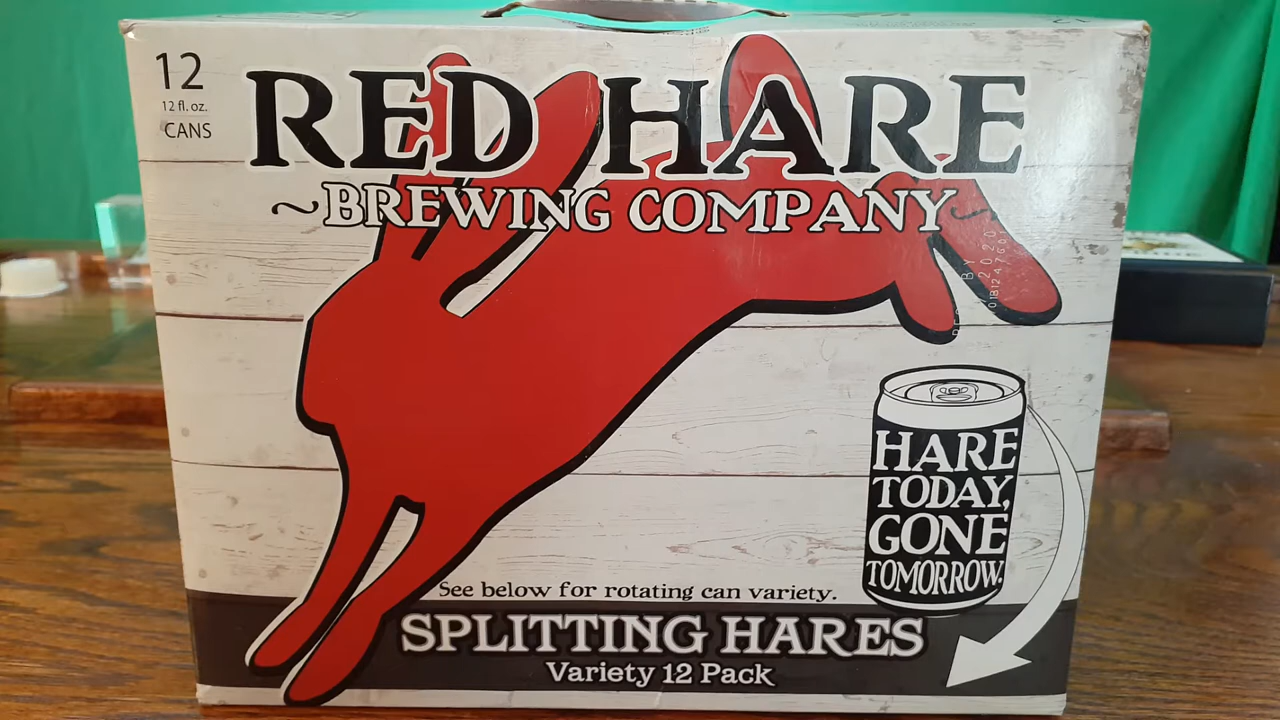 12
12 fl. oz.
CANS
RED HARE
~BREWING COMPANY~
HARE
TODAY,
GONE
TOMORROW.
See below for rotating can variety.
SPLITTING HARES
Variety 12 Pack